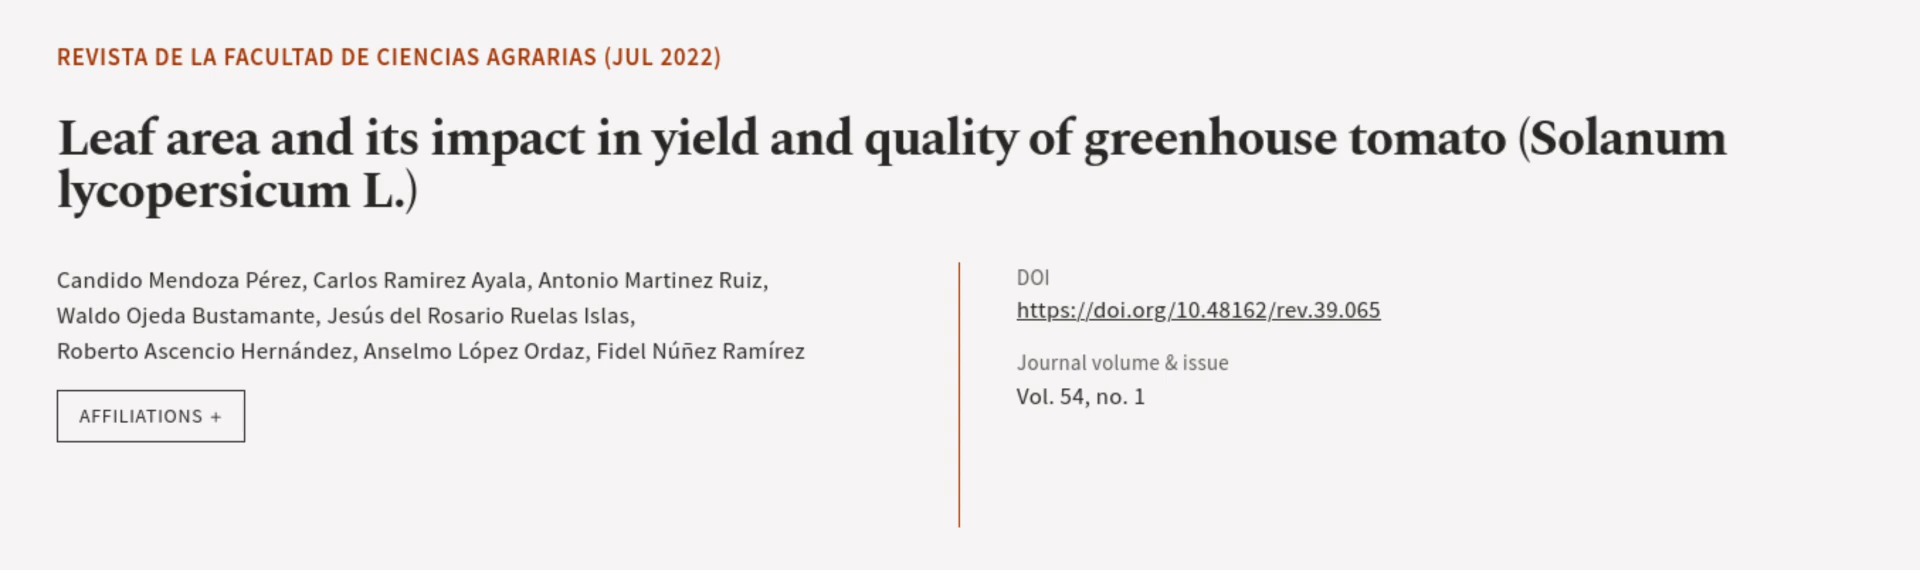 REVISTA DE LA FACULTAD DE CIENCIAS AGRARIAS (JUL 2022)
Leaf area and its impact in yield and quality of greenhouse tomato (Solanum
lycopersicum L.)
Candido Mendoza Pérez, Carlos Ramirez Ayala, Antonio Martinez Ruiz,
Waldo Ojeda Bustamante, Jesús del Rosario Ruelas Islas,
Roberto Ascencio Hernández, Anselmo López Ordaz, Fidel Núñez Ramírez
AFFILIATIONS +
DOI
https://doi.org/10.48162/rev.39.065
Journal volume & issue
Vol. 54, no. 1